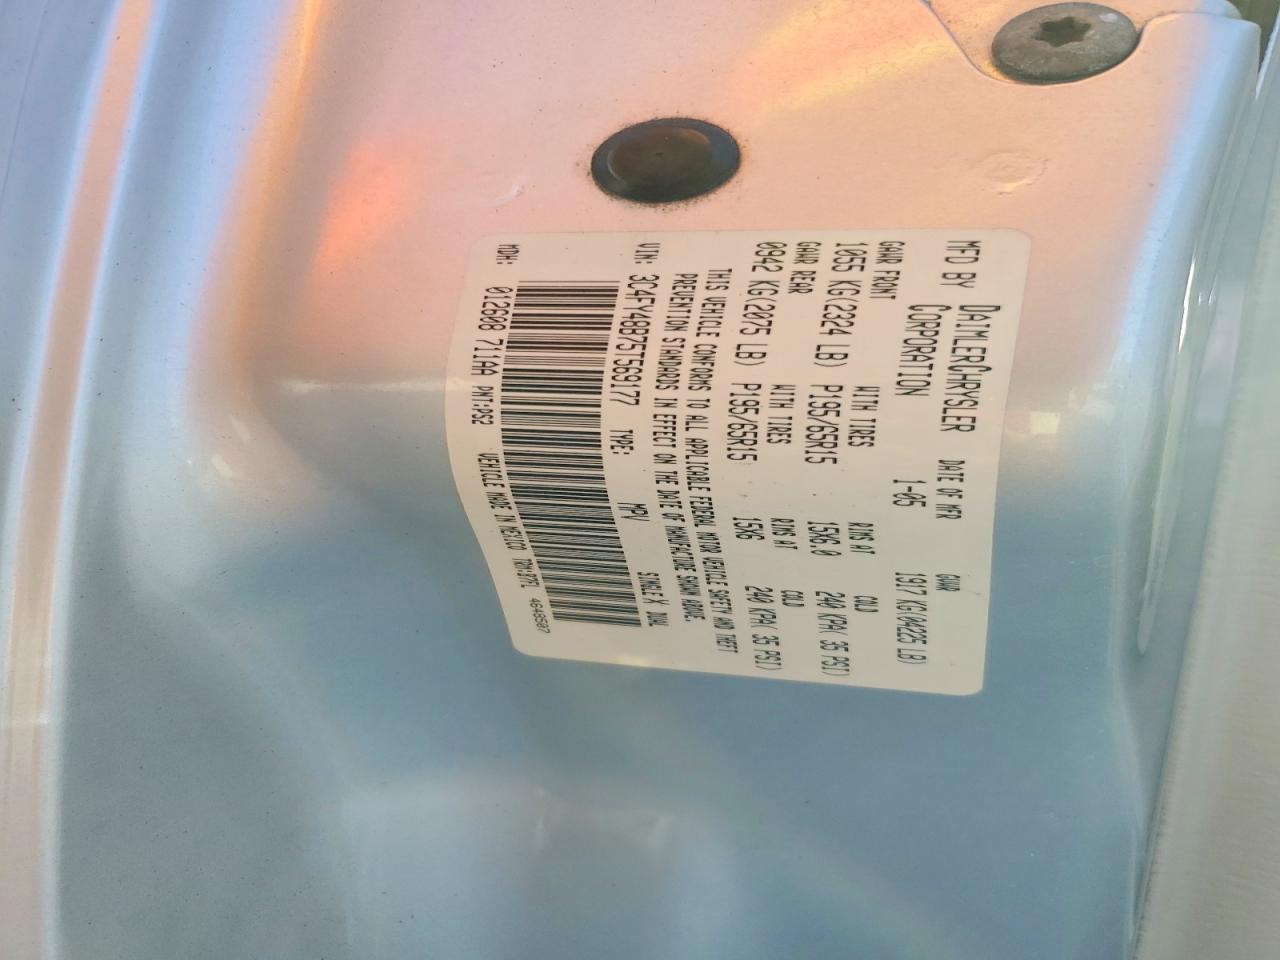 MFD BY DAIMLERCHRYSLER CORPORATION DATE OF MFR 1-05 GVWR 1917 KG(04225 LB)
GAWR FRONT WITH TIRES RIMS AT COLD
1055 KG(2324 LB) P195/65R15 15X6.0 240 KPA( 35 PSI)
GAWR REAR WITH TIRES RIMS AT COLD
0942 KG(2075 LB) P195/65R15 15X6 240 KPA( 35 PSI)
THIS VEHICLE CONFORMS TO ALL APPLICABLE FEDERAL MOTOR VEHICLE SAFETY AND THEFT
PREVENTION STANDARDS IN EFFECT ON THE DATE OF MANUFACTURE SHOWN ABOVE.
VIN: 3C4FY48B75T569177 TYPE: MPV SINGLE X DUAL
MDH: 012608 711AA PNT:PS2 VEHICLE MADE IN MEXICO 4648507